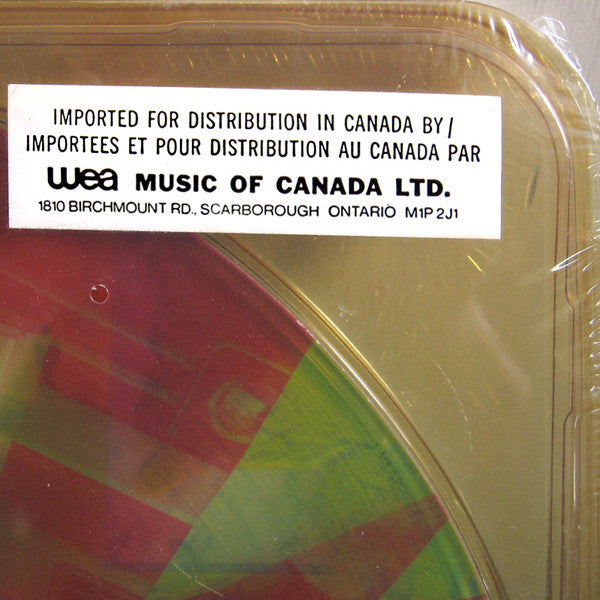 IMPORTED FOR DISTRIBUTION IN CANADA BY/
IMPORTEES ET POUR DISTRIBUTION AU CANADA PAR
wea MUSIC OF CANADA LTD.
1810 BIRCHMOUNT RD., SCARBOROUGH ONTARIO M1P 2J1